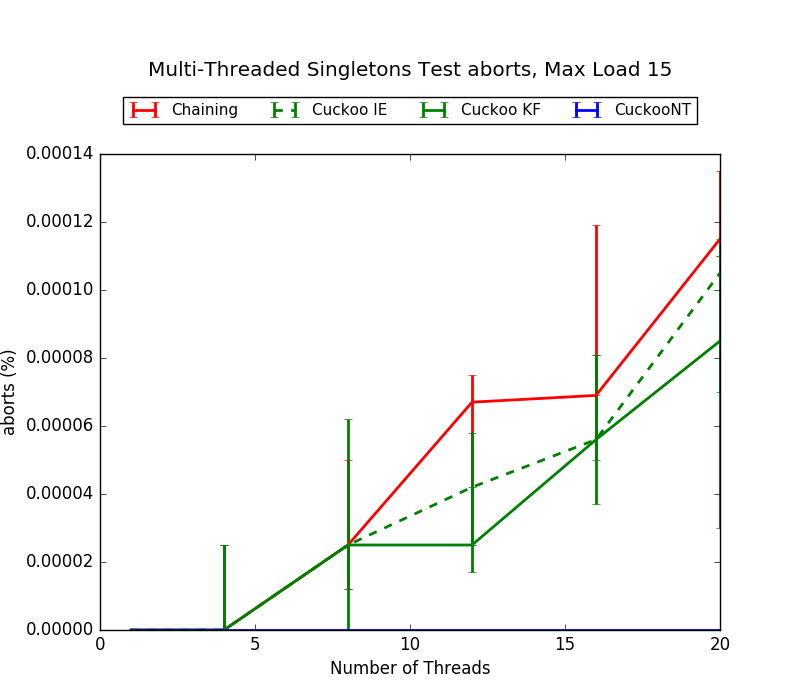 Multi-Threaded Singletons Test aborts, Max Load 15
Chaining Cuckoo IE Cuckoo KF CuckooNT
0.00014
0.00012
0.00010
0.00008
aborts (%)
0.00006
0.00004
0.00002
0.00000
0 5 10 15 20
Number of Threads